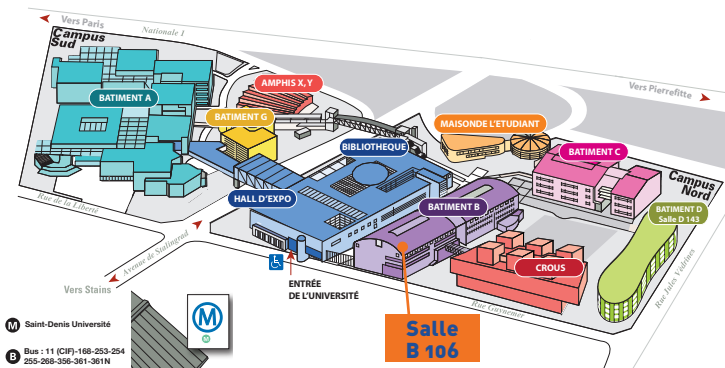 Vers Paris
Nationale 1
Campus
Sud
AMPHIS X, Y
Vers Pierrefitte
BATIMENT A
BATIMENT G
MAISONDE L'ETUDIANT
BIBLIOTHEQUE
BATIMENT C
Campus
Nord
Rue de la Liberté
HALL D'EXPO
BATIMENT B
BATIMENT D
Salle D 143
Avenue de Stalingrad
CROUS
Vers Stains
ENTRÉE
DE L'UNIVERSITÉ
Rue Guynemer
Rue Jules Védrines
M Saint-Denis Université
M
M
Salle
B 106
B Bus : 11 (CIF)-168-253-254
255-268-356-361-361N